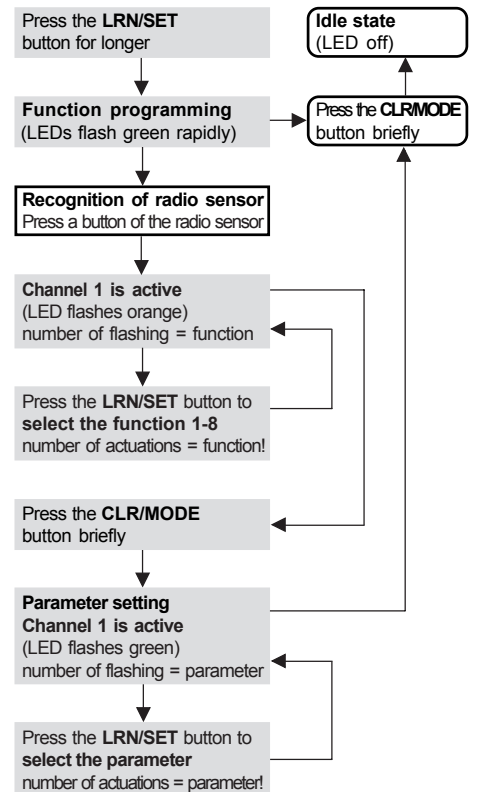 Press the LRN/SET
button for longer
Idle state
(LED off)
Function programming
(LEDs flash green rapidly)
Press the CLR/MODE
button briefly
Recognition of radio sensor
Press a button of the radio sensor
Channel 1 is active
(LED flashes orange)
number of flashing = function
Press the LRN/SET button to
select the function 1-8
number of actuations = function!
Press the CLR/MODE
button briefly
Parameter setting
Channel 1 is active
(LED flashes green)
number of flashing = parameter
Press the LRN/SET button to
select the parameter
number of actuations = parameter!